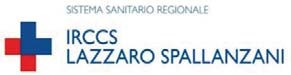 SISTEMA SANITARIO REGIONALE
IRCCS
LAZZARO SPALLANZANI